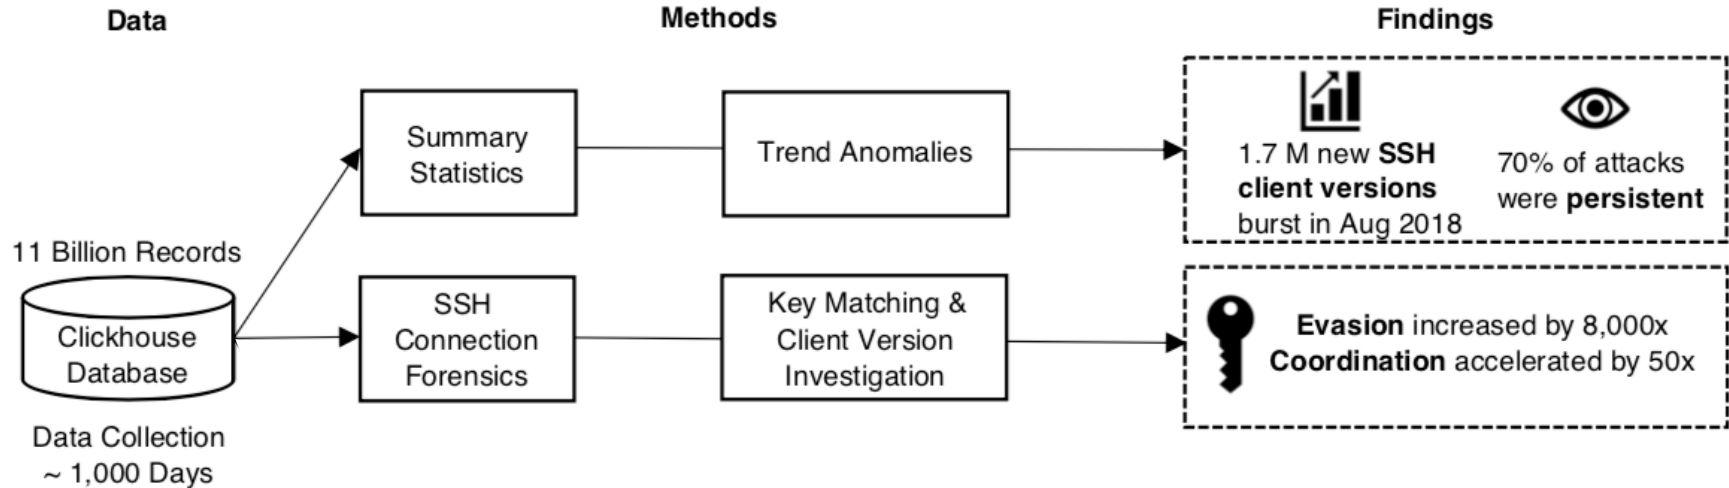 Data
Methods
Findings
11 Billion Records
Clickhouse
Database
Data Collection
~ 1,000 Days
Summary
Statistics
Trend Anomalies
1.7 M new SSH
client versions
burst in Aug 2018
70% of attacks
were persistent
SSH
Connection
Forensics
Key Matching &
Client Version
Investigation
Evasion increased by 8,000x
Coordination accelerated by 50x